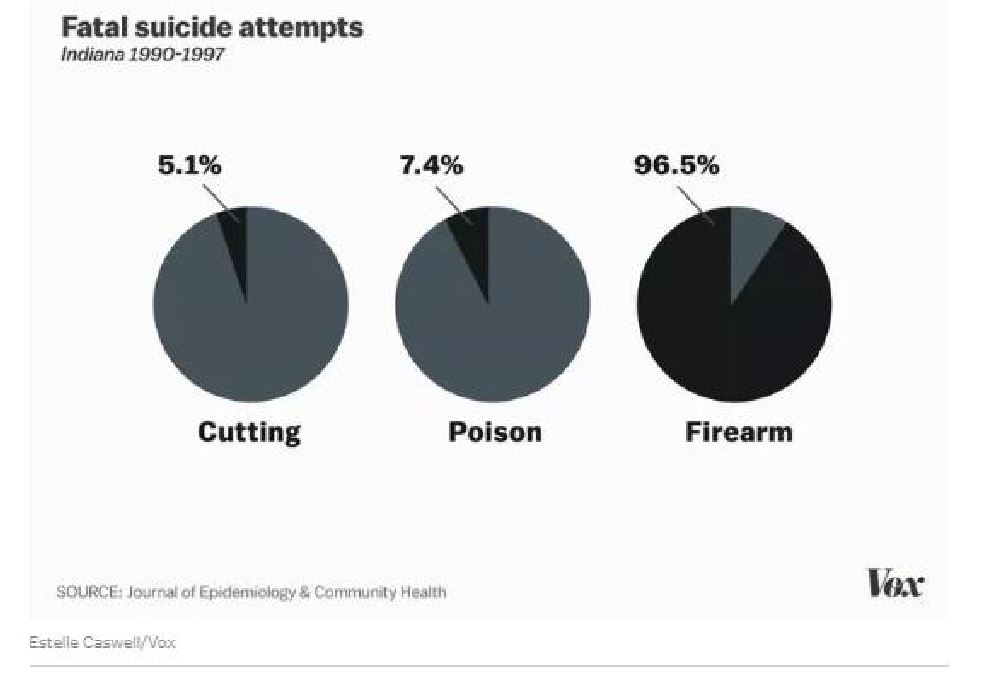 Fatal suicide attempts
Indiana 1990-1997
5.1% 7.4% 96.5%
Cutting Poison Firearm
SOURCE: Journal of Epidemiology & Community Health
Vox
Estelle Caswell/Vox